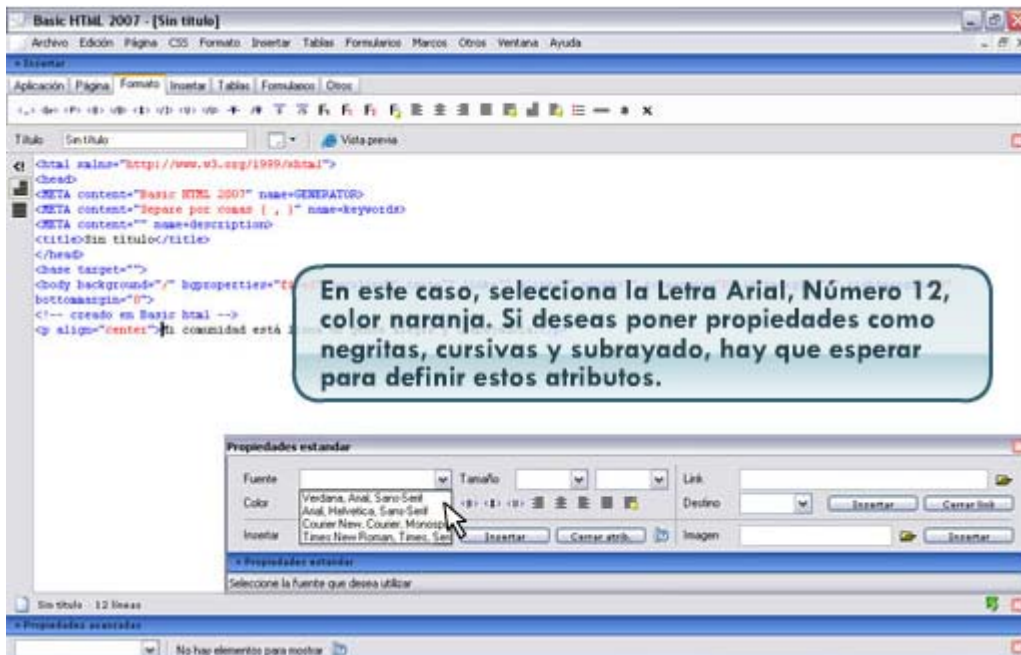 Basic HTML 2007 - [Sin título]
Archivo Edición Página CSS Formato Insertar Tablas Formularios Marcos Otros Ventana Ayuda
Insertar
Aplicación Página Formato Insertar Tablas Formularios Otros
Título Sin título Vista previa
<html xmlns="http://www.w3.org/1999/xhtml">
<head>
<META content="Basic HTML 2007" name=GENERATOR>
<META content="Separe por comas ( , )" name=keywords>
<META content="" name=description>
<title>Sin título</title>
</head>
<base target="">
<body background="/" bgproperties="
bottommargin="0">
<!-- creado en Basic html -->
<p align="center">Mi comunidad está
En este caso, selecciona la Letra Arial, Número 12,
color naranja. Si deseas poner propiedades como
negritas, cursivas y subrayado, hay que esperar
para definir estos atributos.
Propiedades estandar
Fuente Tamaño Link
Color Destino Insertar Cerrar link
Verdana, Arial, Sans-Serif
Arial, Helvetica, Sans-Serif
Courier New, Courier, Monosp
Times New Roman, Times, Ser
Insertar Insertar Cerrar atrib. Imagen Insertar
Propiedades estandar
Seleccione la fuente que desea utilizar
Sin título 12 líneas
Propiedades avanzadas
No hay elementos para mostrar